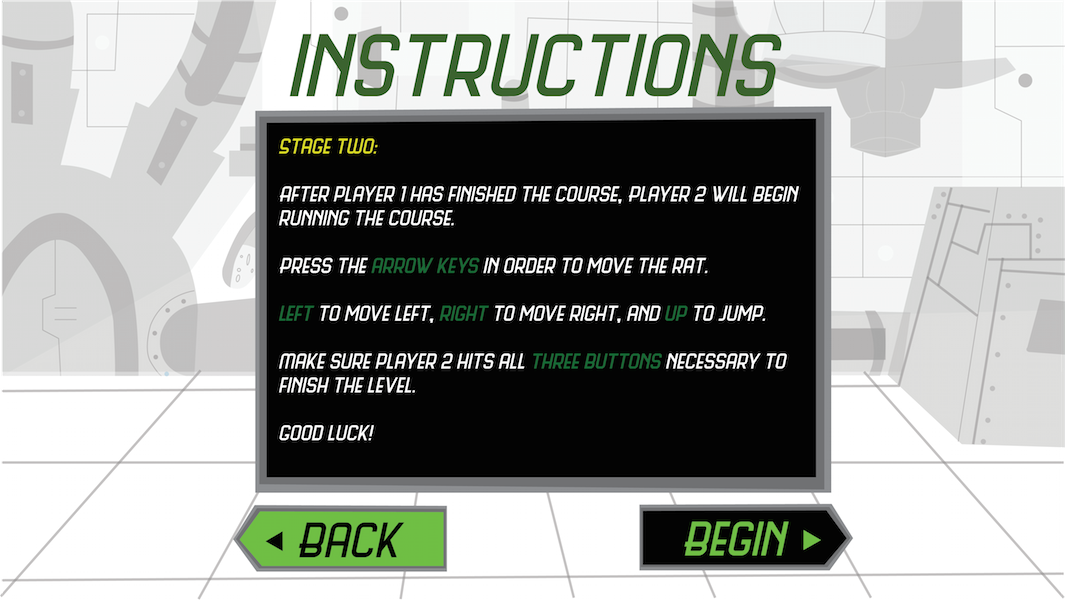 INSTRUCTIONS
STAGE TWO:
AFTER PLAYER 1 HAS FINISHED THE COURSE, PLAYER 2 WILL BEGIN
RUNNING THE COURSE.
PRESS THE ARROW KEYS IN ORDER TO MOVE THE RAT.
LEFT TO MOVE LEFT, RIGHT TO MOVE RIGHT, AND UP TO JUMP.
MAKE SURE PLAYER 2 HITS ALL THREE BUTTONS NECESSARY TO
FINISH THE LEVEL.
GOOD LUCK!
BACK
BEGIN